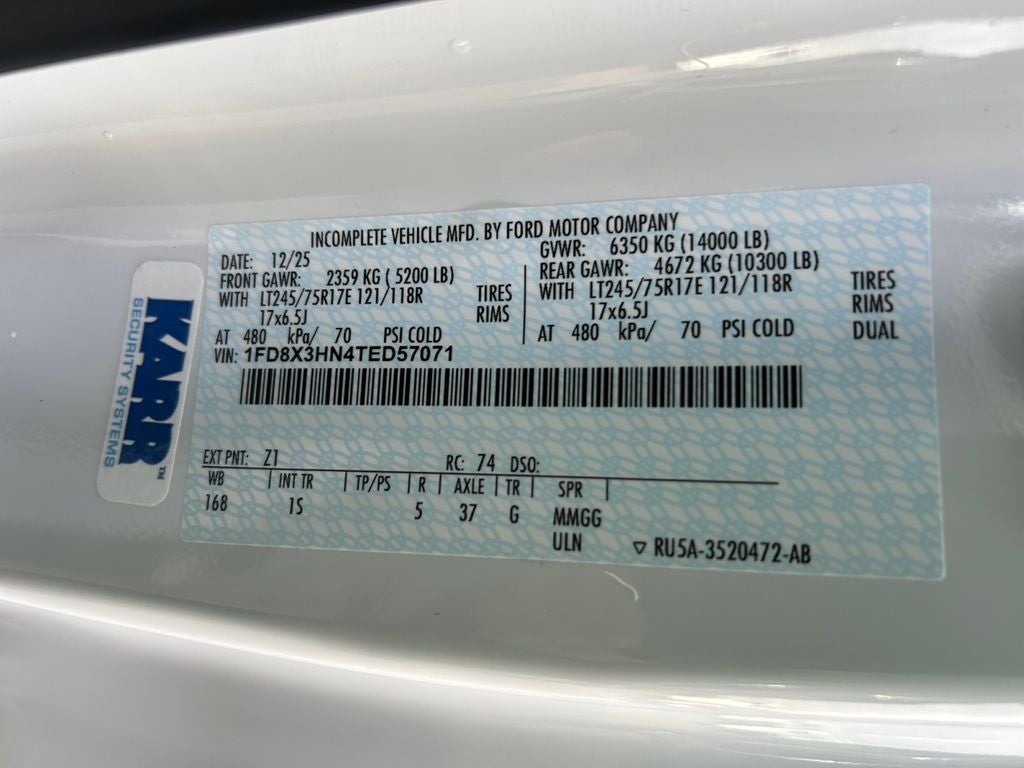 INCOMPLETE VEHICLE MFD. BY FORD MOTOR COMPANY
DATE: 12/25 GVWR: 6350 KG (14000 LB)
FRONT GAWR: 2359 KG ( 5200 LB) REAR GAWR: 4672 KG (10300 LB)
WITH LT245/75R17E 121/118R TIRES WITH LT245/75R17E 121/118R TIRES
17x6.5J RIMS 17x6.5J RIMS
AT 480 kPa/ 70 PSI COLD AT 480 kPa/ 70 PSI COLD DUAL
VIN: 1FD8X3HN4TED57071
EXT PNT: Z1 RC: 74 DSO:
WB INT TR TP/PS R AXLE TR SPR
168 1S 5 37 G MMGG
ULN ▽ RU5A-3520472-AB
KARR™
SECURITY SYSTEMS